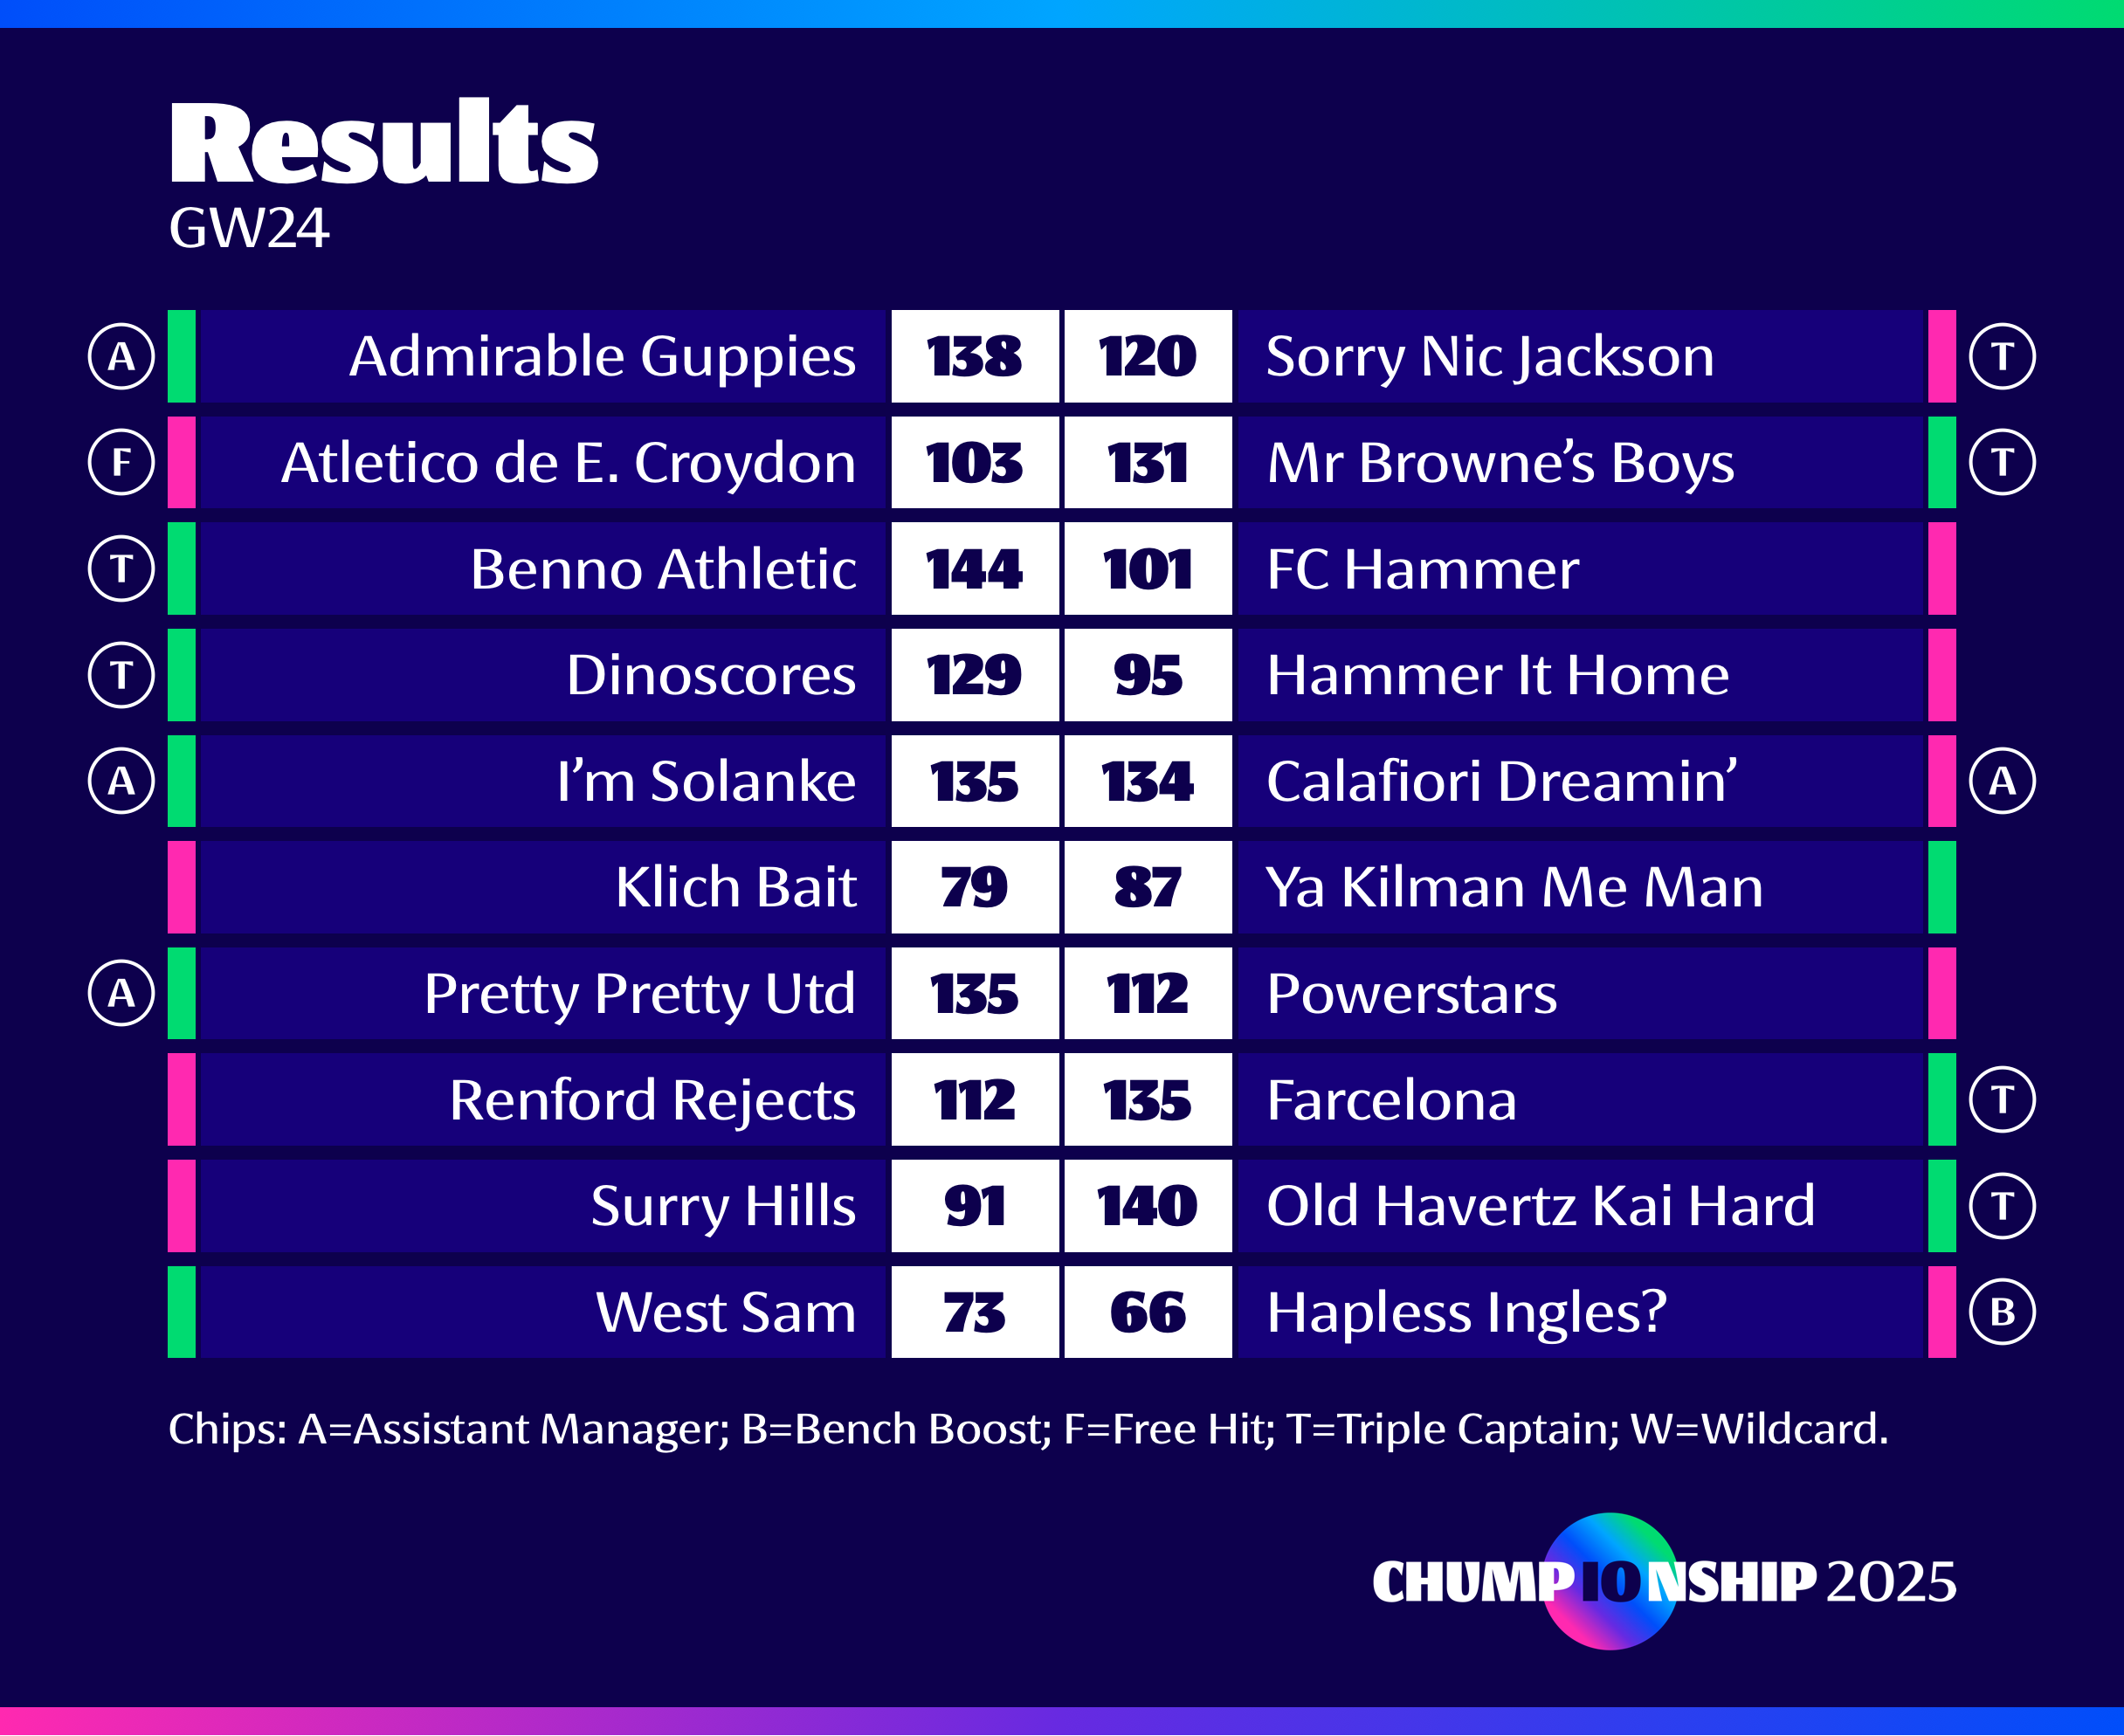 Results
GW24
A Admirable Guppies 138 120 Sorry Nic Jackson T
F Atletico de E. Croydon 103 131 Mr Browne’s Boys T
T Benno Athletic 144 101 FC Hammer
T Dinoscores 129 95 Hammer It Home
A I’m Solanke 135 134 Calafiori Dreamin’ A
Klich Bait 79 87 Ya Kilman Me Man
A Pretty Pretty Utd 135 112 Powerstars
Renford Rejects 112 135 Farcelona T
Surry Hills 91 140 Old Havertz Kai Hard T
West Sam 73 66 Hapless Ingles? B
Chips: A=Assistant Manager; B=Bench Boost; F=Free Hit; T=Triple Captain; W=Wildcard.
CHUMPIONSHIP 2025